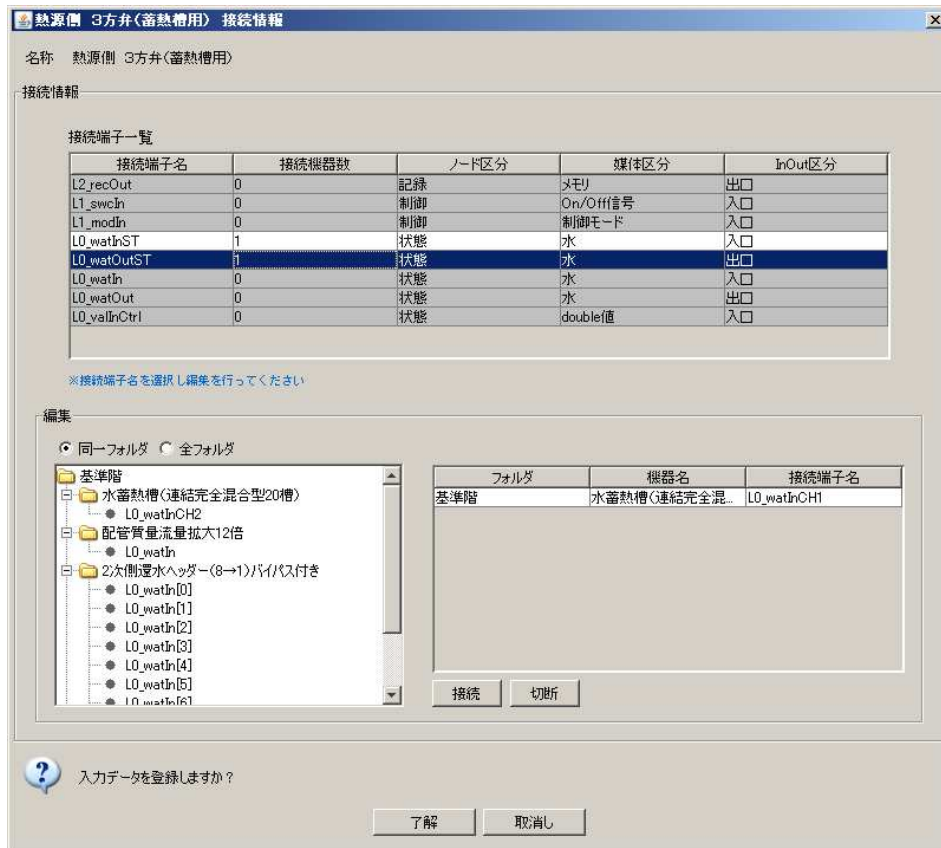 熱源側 3方弁(蓄熱槽用) 接続情報
名称 熱源側 3方弁(蓄熱槽用)
接続情報
接続端子一覧
接続端子名 接続機器数 ノード区分 媒体区分 InOut区分
L2_recOut 0 記録 メモリ 出口
L1_swcIn 0 制御 On/Off信号 入口
L1_modIn 0 制御 制御モード 入口
L0_watInST 1 状態 水 入口
L0_watOutST 1 状態 水 出口
L0_watIn 0 状態 水 入口
L0_watOut 0 状態 水 出口
L0_valInCtrl 0 状態 double値 入口
※接続端子名を選択し編集を行ってください
編集
同一フォルダ 全フォルダ
基準階
水蓄熱槽(連結完全混合型20槽)
L0_watInCH2
配管質量流量拡大12倍
L0_watIn
2次側還水ヘッダー(8→1)バイパス付き
L0_watIn[0]
L0_watIn[1]
L0_watIn[2]
L0_watIn[3]
L0_watIn[4]
L0_watIn[5]
L0_watIn[6]
フォルダ 機器名 接続端子名
基準階 水蓄熱槽(連結完全混... L0_watInCH1
接続 切断
入力データを登録しますか?
了解 取消し